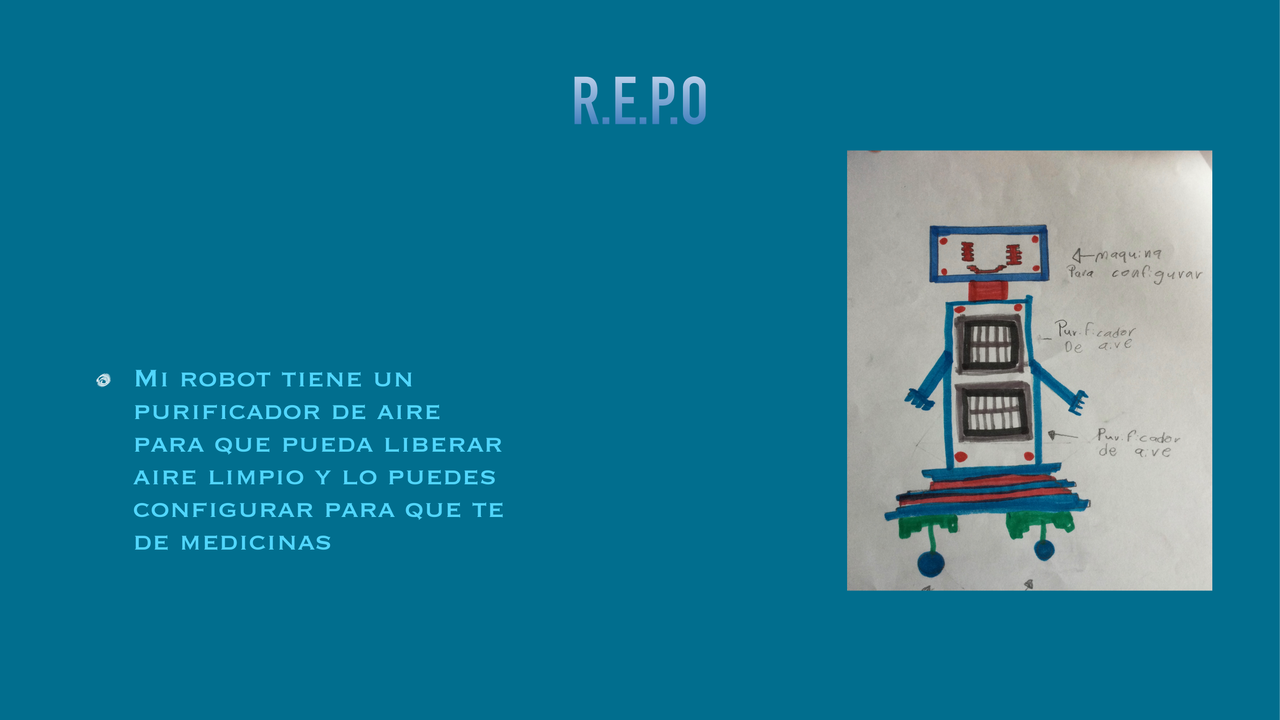 R.E.P.O
Mi robot tiene un
purificador de aire
para que pueda liberar
aire limpio y lo puedes
configurar para que te
de medicinas
maquina
Para configurar
Purificador
De aire
Purificador
de aire